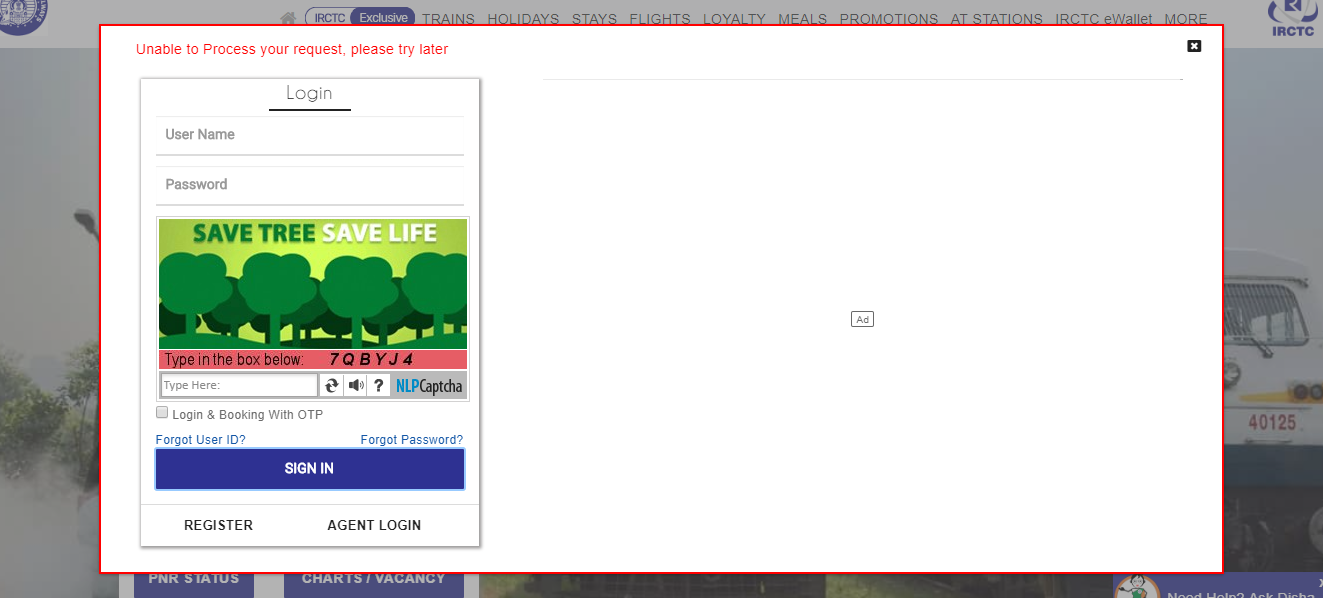 IRCTC Exclusive TRAINS HOLIDAYS STAYS FLIGHTS LOYALTY MEALS PROMOTIONS AT STATIONS IRCTC eWallet MORE
IRCTC
Unable to Process your request, please try later
Login
User Name
Password
SAVE TREE SAVE LIFE
Type in the box below: 7QBYJ4
Type Here: ? NLPCaptcha
Login & Booking With OTP
Forgot User ID? Forgot Password?
SIGN IN
REGISTER AGENT LOGIN
Ad
40125
PNR STATUS CHARTS / VACANCY
Need Help? Ask Disha